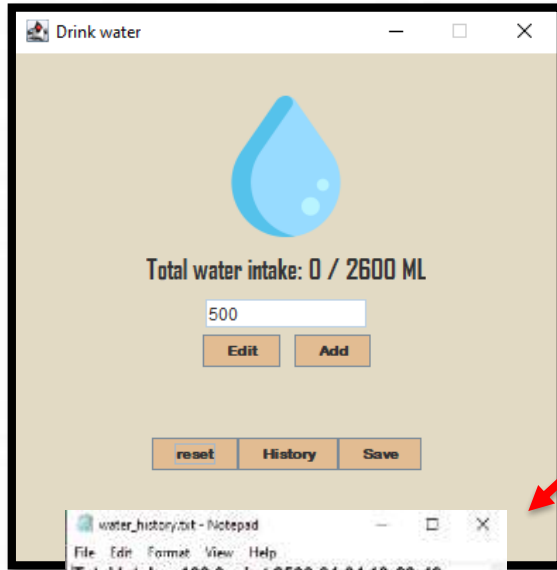 Drink water
Total water intake: 0 / 2600 ML
500
Edit Add
reset History Save
water_history.txt - Notepad
File Edit Format View Help